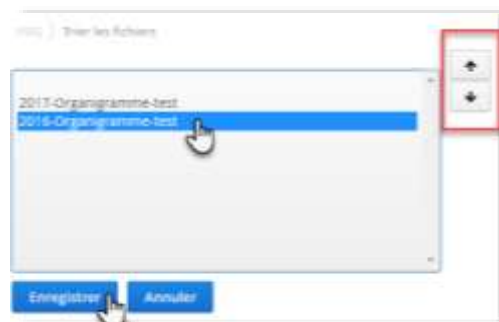 Trier les fichiers
2017-Organigramme-test
2016-Organigramme-test
Enregistrer
Annuler